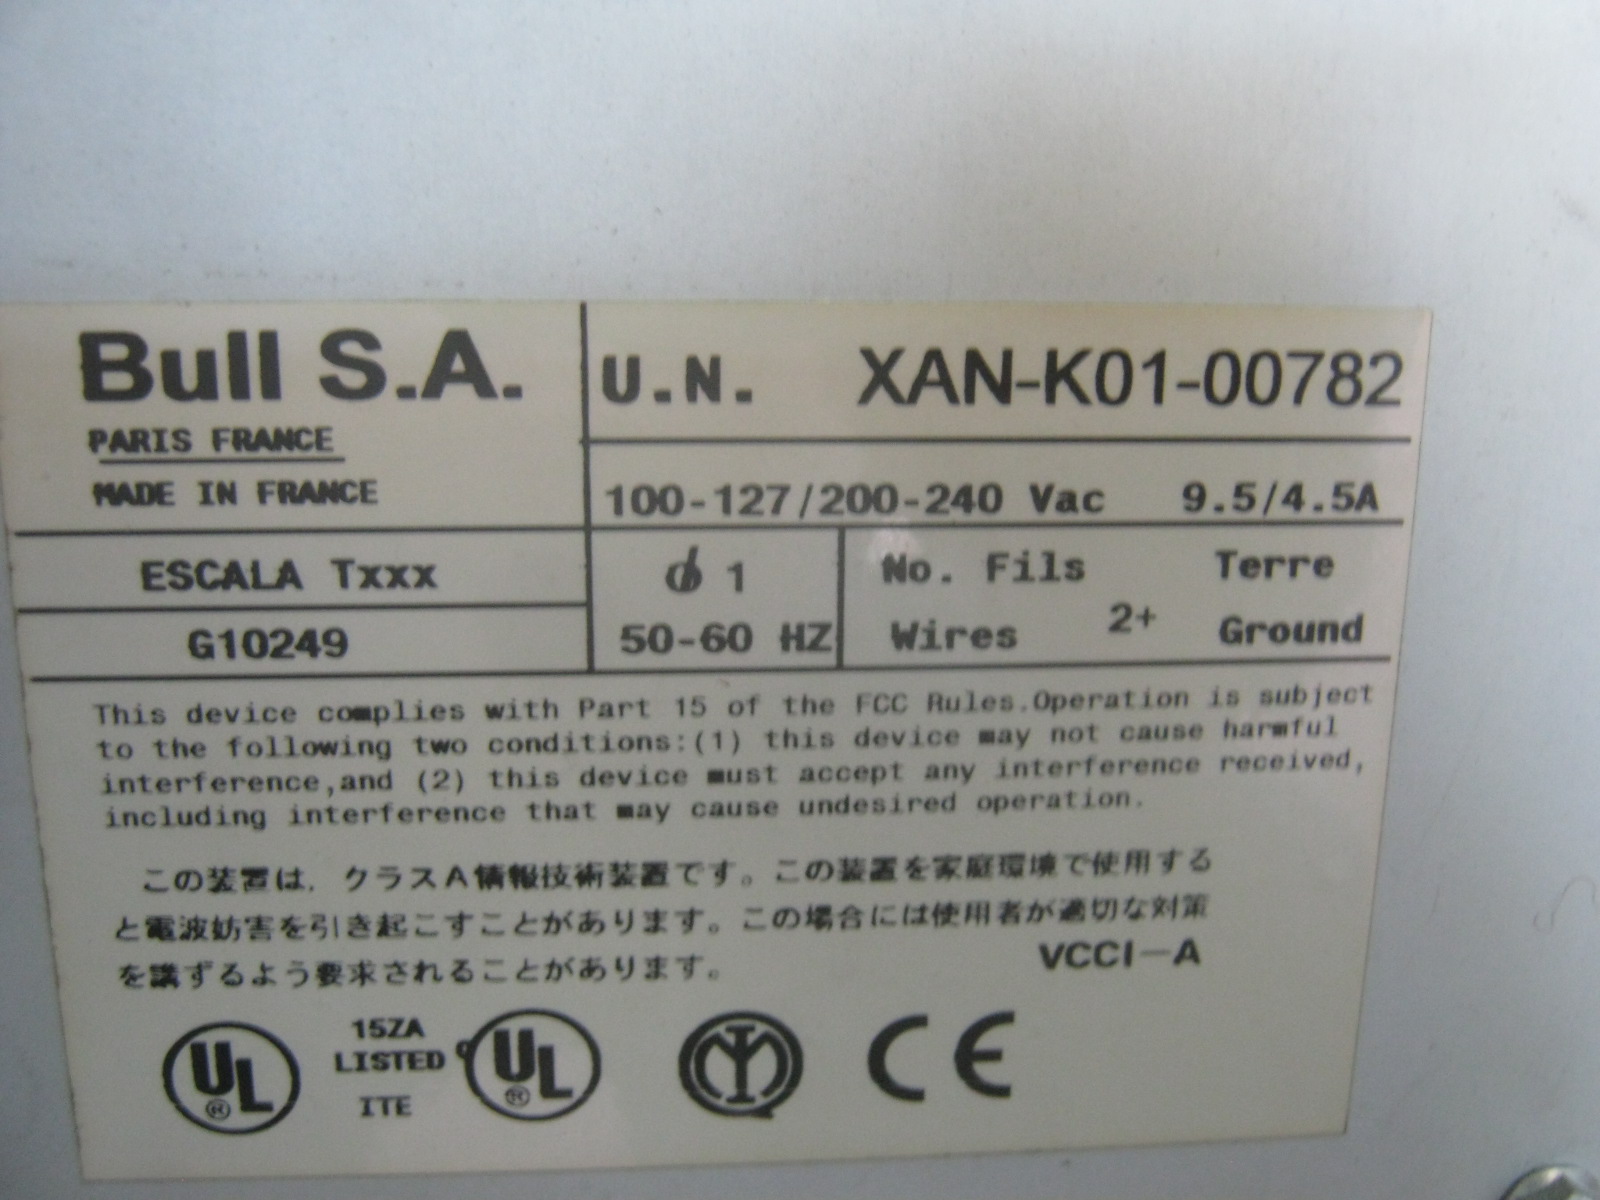 Bull S.A.
PARIS FRANCE
MADE IN FRANCE
U.N. XAN-K01-00782
100-127/200-240 Vac 9.5/4.5A
ESCALA Txxx
G10249
ϕ 1
50-60 HZ
No. Fils Terre
Wires 2+ Ground
This device complies with Part 15 of the FCC Rules.Operation is subject
to the following two conditions:(1) this device may not cause harmful
interference,and (2) this device must accept any interference received,
including interference that may cause undesired operation.
この装置は, クラスA情報技術装置です。この装置を家庭環境で使用する
と電波妨害を引き起こすことがあります。この場合には使用者が適切な対策
を講ずるよう要求されることがあります。
VCCI-A
UL
15ZA
LISTED
ITE
c UL
CE